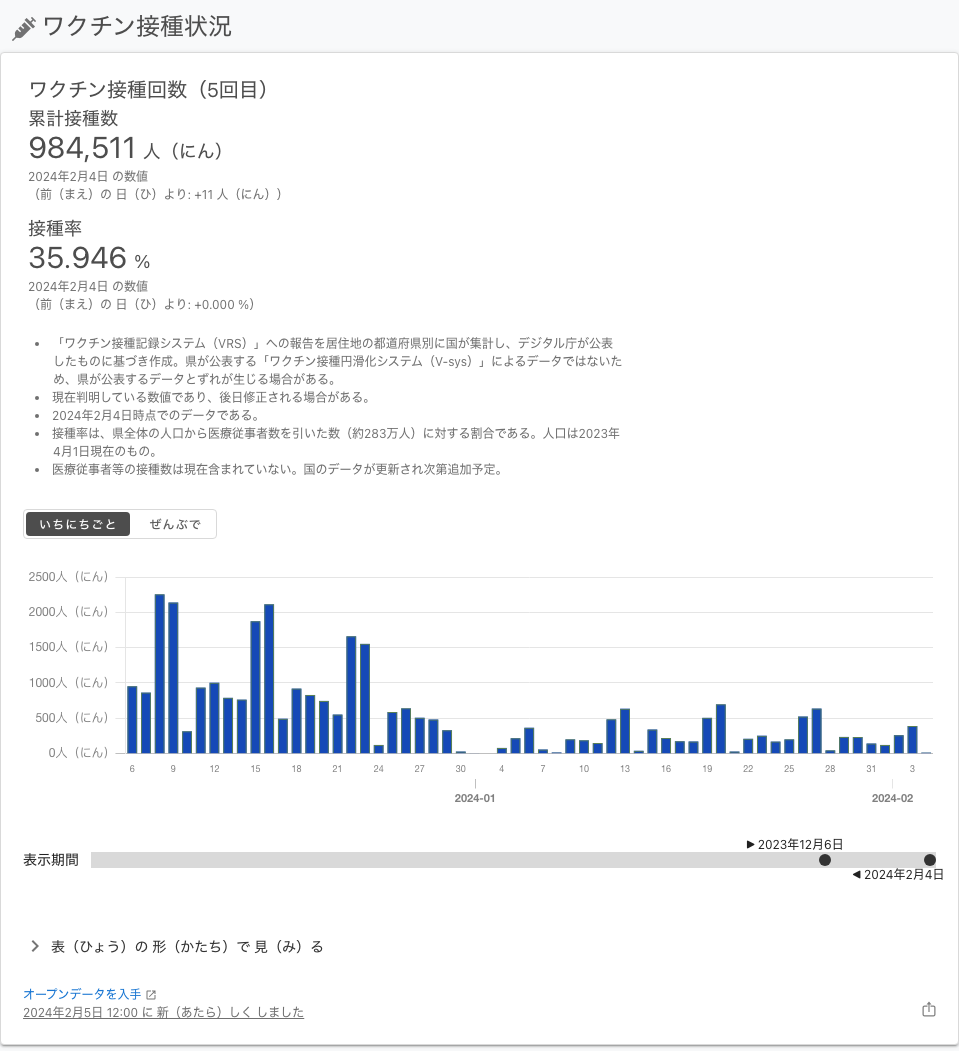 ワクチン接種状況
ワクチン接種回数（5回目）
累計接種数
984,511 人（にん）
2024年2月4日 の数値
（前（まえ）の 日（ひ）より: +11 人（にん））
接種率
35.946 %
2024年2月4日 の数値
（前（まえ）の 日（ひ）より: +0.000 %）
• 「ワクチン接種記録システム（VRS）」への報告を居住地の都道府県別に国が集計し、デジタル庁が公表
したものに基づき作成。県が公表する「ワクチン接種円滑化システム（V-sys）」によるデータではないた
め、県が公表するデータとずれが生じる場合がある。
• 現在判明している数値であり、後日修正される場合がある。
• 2024年2月4日時点でのデータである。
• 接種率は、県全体の人口から医療従事者数を引いた数（約283万人）に対する割合である。人口は2023年
4月1日現在のもの。
• 医療従事者等の接種数は現在含まれていない。国のデータが更新され次第追加予定。
いちにちごと ぜんぶで
2500人（にん）
2000人（にん）
1500人（にん）
1000人（にん）
500人（にん）
0人（にん）
6 9 12 15 18 21 24 27 30 4 7 10 13 16 19 22 25 28 31 3
2024-01 2024-02
2023年12月6日
表示期間
2024年2月4日
表（ひょう）の 形（かたち）で 見（み）る
オープンデータを入手
2024年2月5日 12:00 に 新（あたら）しく しました